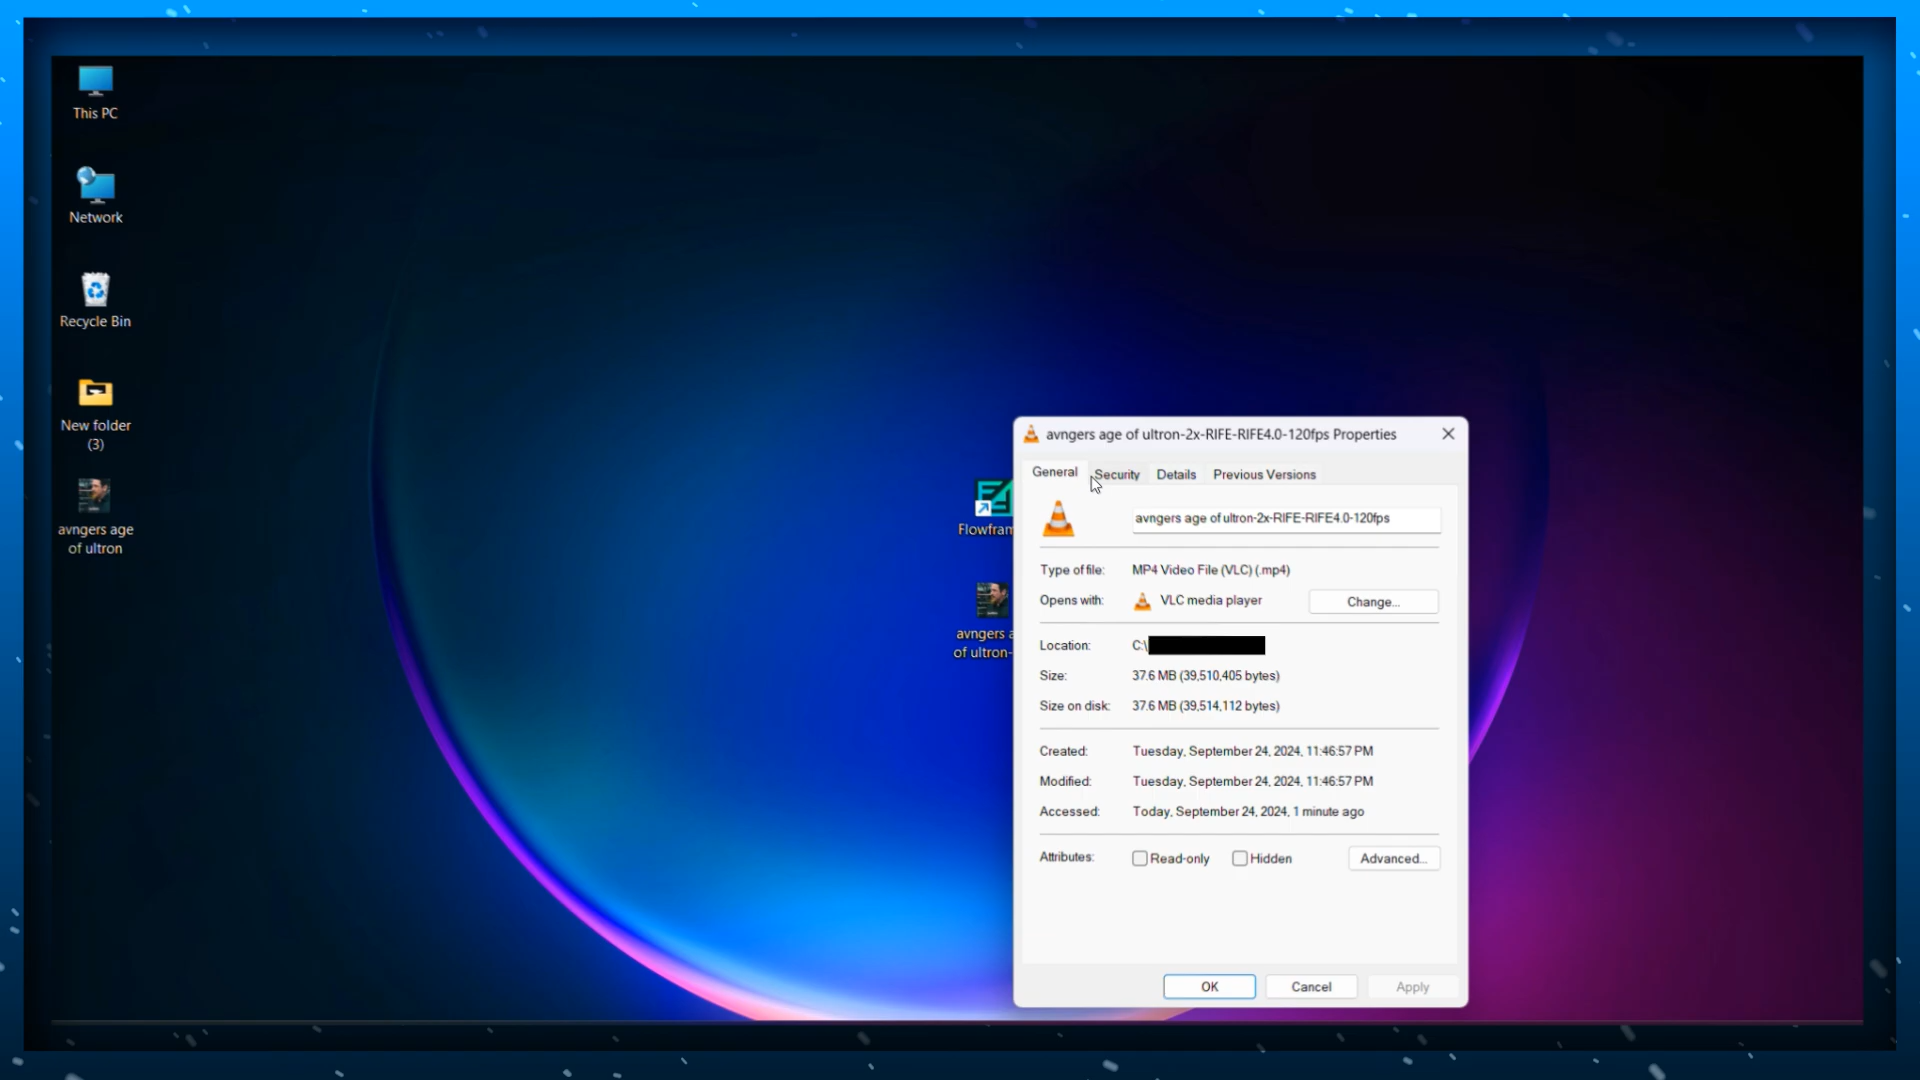 This PC
Network
Recycle Bin
New folder
(3)
avngers age
of ultron
Flowfram
avngers a
of ultron-
avngers age of ultron-2x-RIFE-RIFE4.0-120fps Properties
General Security Details Previous Versions
avngers age of ultron-2x-RIFE-RIFE4.0-120fps
Type of file: MP4 Video File (VLC) (.mp4)
Opens with: VLC media player Change...
Location: C:\
Size: 37.6 MB (39,510,405 bytes)
Size on disk: 37.6 MB (39,514,112 bytes)
Created: Tuesday, September 24, 2024, 11:46:57 PM
Modified: Tuesday, September 24, 2024, 11:46:57 PM
Accessed: Today, September 24, 2024, 1 minute ago
Attributes: Read-only Hidden Advanced...
OK Cancel Apply